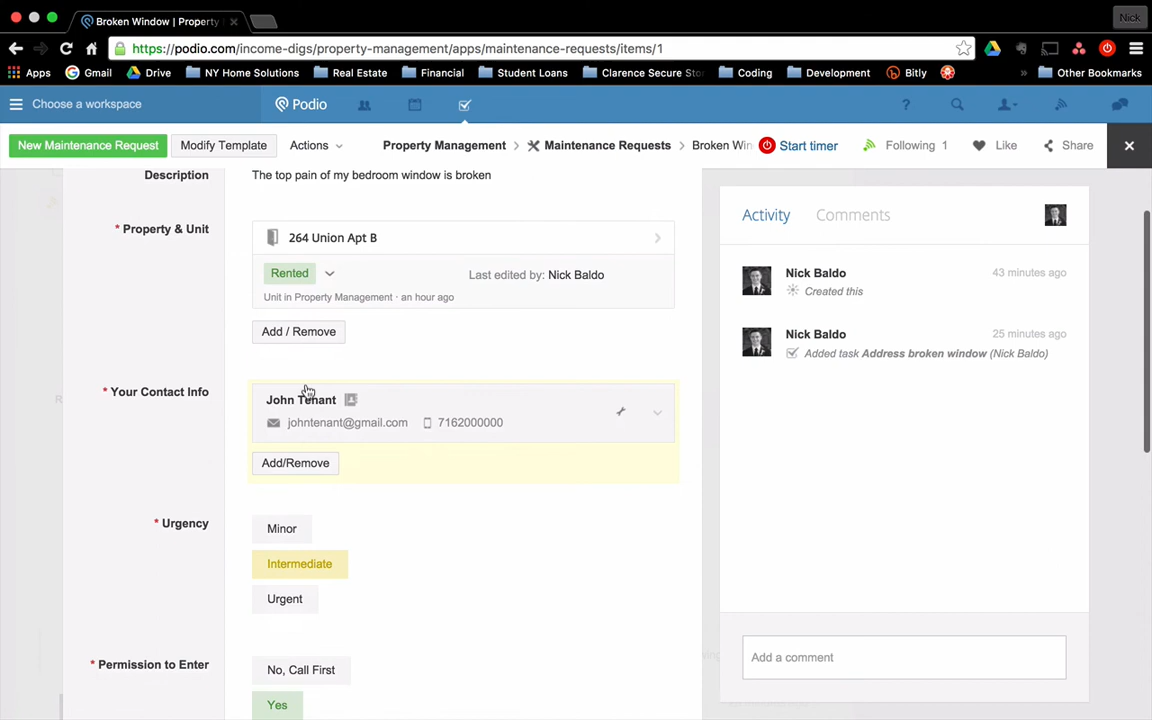 Broken Window | Property
Nick
https://podio.com/income-digs/property-management/apps/maintenance-requests/items/1
Apps Gmail Drive NY Home Solutions Real Estate Financial Student Loans Clarence Secure Stor Coding Development Bitly » Other Bookmarks
Choose a workspace Podio ?
New Maintenance Request Modify Template Actions Property Management > Maintenance Requests > Broken Win Start timer Following 1 Like Share
Description The top pain of my bedroom window is broken
* Property & Unit
264 Union Apt B
Rented Last edited by: Nick Baldo
Unit in Property Management · an hour ago
Add / Remove
* Your Contact Info
John Tenant
johntenant@gmail.com 7162000000
Add/Remove
* Urgency
Minor
Intermediate
Urgent
* Permission to Enter
No, Call First
Yes
Activity Comments
Nick Baldo 43 minutes ago
Created this
Nick Baldo 25 minutes ago
Added task Address broken window (Nick Baldo)
Add a comment